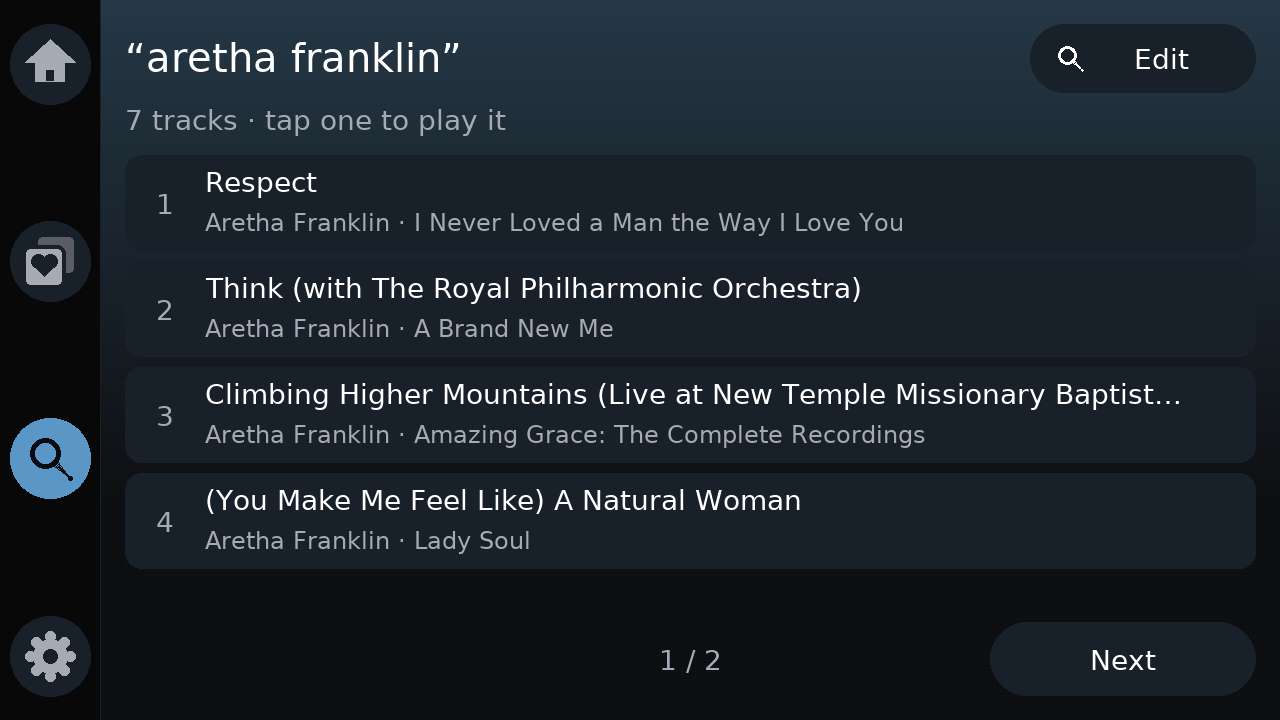 “aretha franklin”
Edit
7 tracks · tap one to play it
1
Respect
Aretha Franklin · I Never Loved a Man the Way I Love You
2
Think (with The Royal Philharmonic Orchestra)
Aretha Franklin · A Brand New Me
3
Climbing Higher Mountains (Live at New Temple Missionary Baptist…
Aretha Franklin · Amazing Grace: The Complete Recordings
4
(You Make Me Feel Like) A Natural Woman
Aretha Franklin · Lady Soul
1 / 2
Next